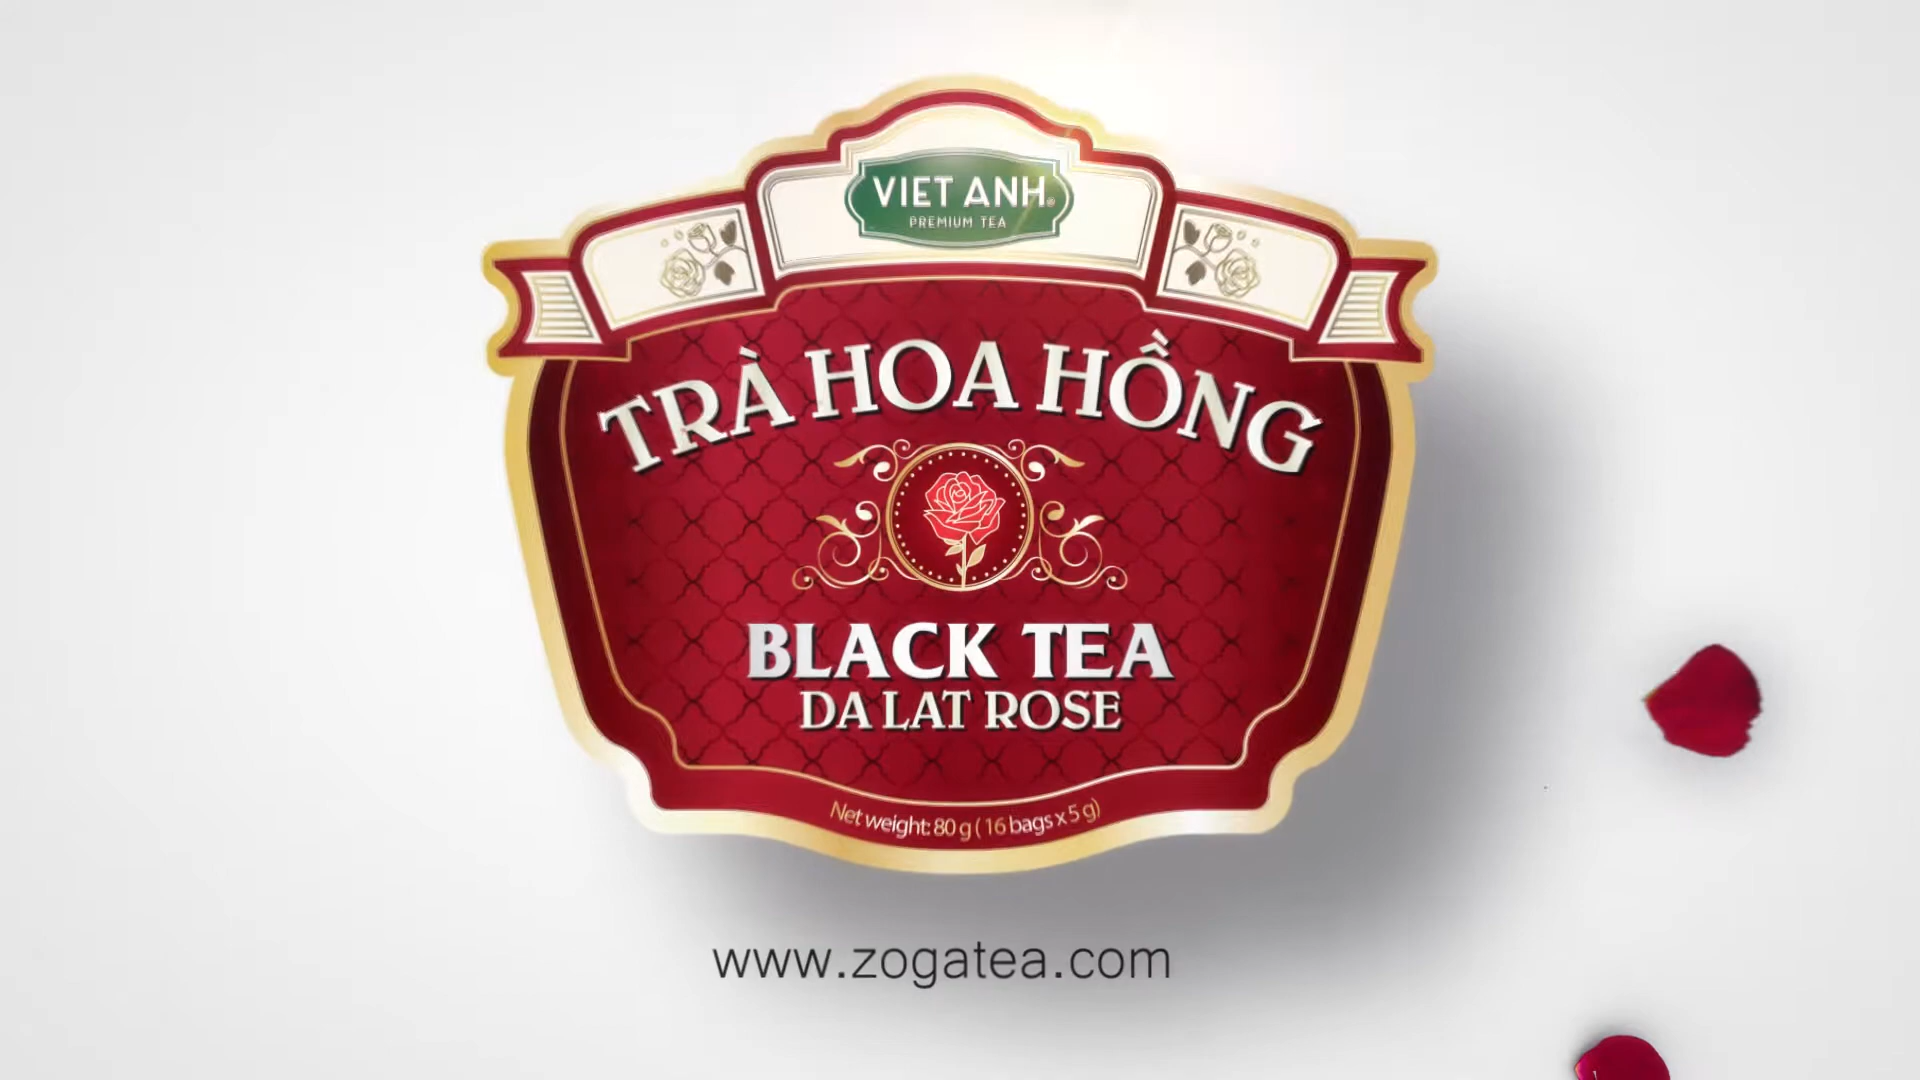 VIET ANH®
PREMIUM TEA
TRÀ HOA HỒNG
BLACK TEA
DA LAT ROSE
Net weight: 80 g ( 16 bags x 5 g)
www.zogatea.com